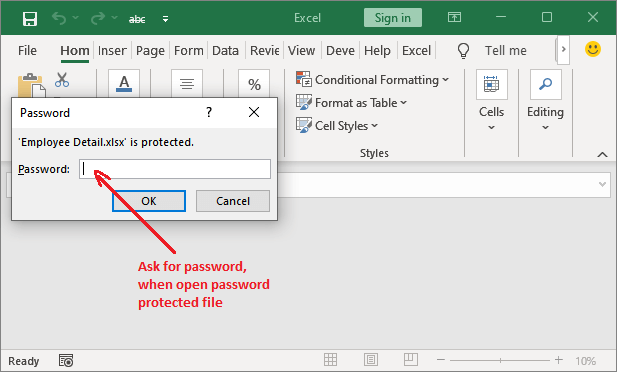 abc
Excel
Sign in
File Hom Inser Page Form Data Revie View Deve Help Excel Tell me
A
%
Conditional Formatting
Format as Table
Cell Styles
Styles
Cells
Editing
Password
?
'Employee Detail.xlsx' is protected.
Password:
OK
Cancel
Ask for password,
when open password
protected file
Ready
10%